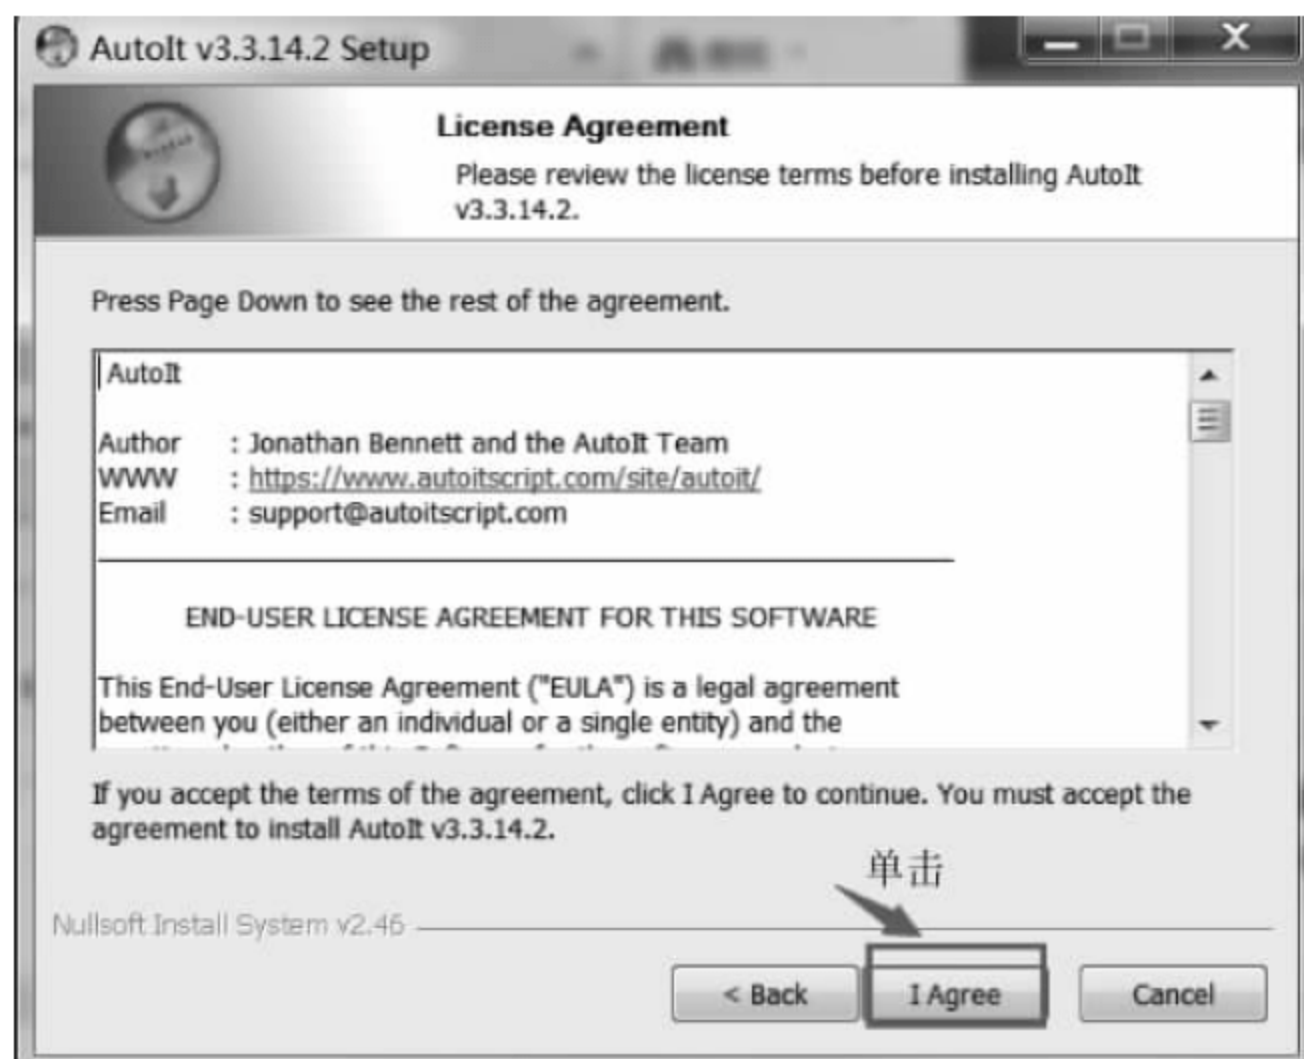 AutoIt v3.3.14.2 Setup
License Agreement
Please review the license terms before installing AutoIt
v3.3.14.2.
Press Page Down to see the rest of the agreement.
AutoIt
Author : Jonathan Bennett and the AutoIt Team
WWW : https://www.autoitscript.com/site/autoit/
Email : support@autoitscript.com
END-USER LICENSE AGREEMENT FOR THIS SOFTWARE
This End-User License Agreement ("EULA") is a legal agreement
between you (either an individual or a single entity) and the
If you accept the terms of the agreement, click I Agree to continue. You must accept the
agreement to install AutoIt v3.3.14.2.
单击
Nullsoft Install System v2.46
< Back I Agree Cancel